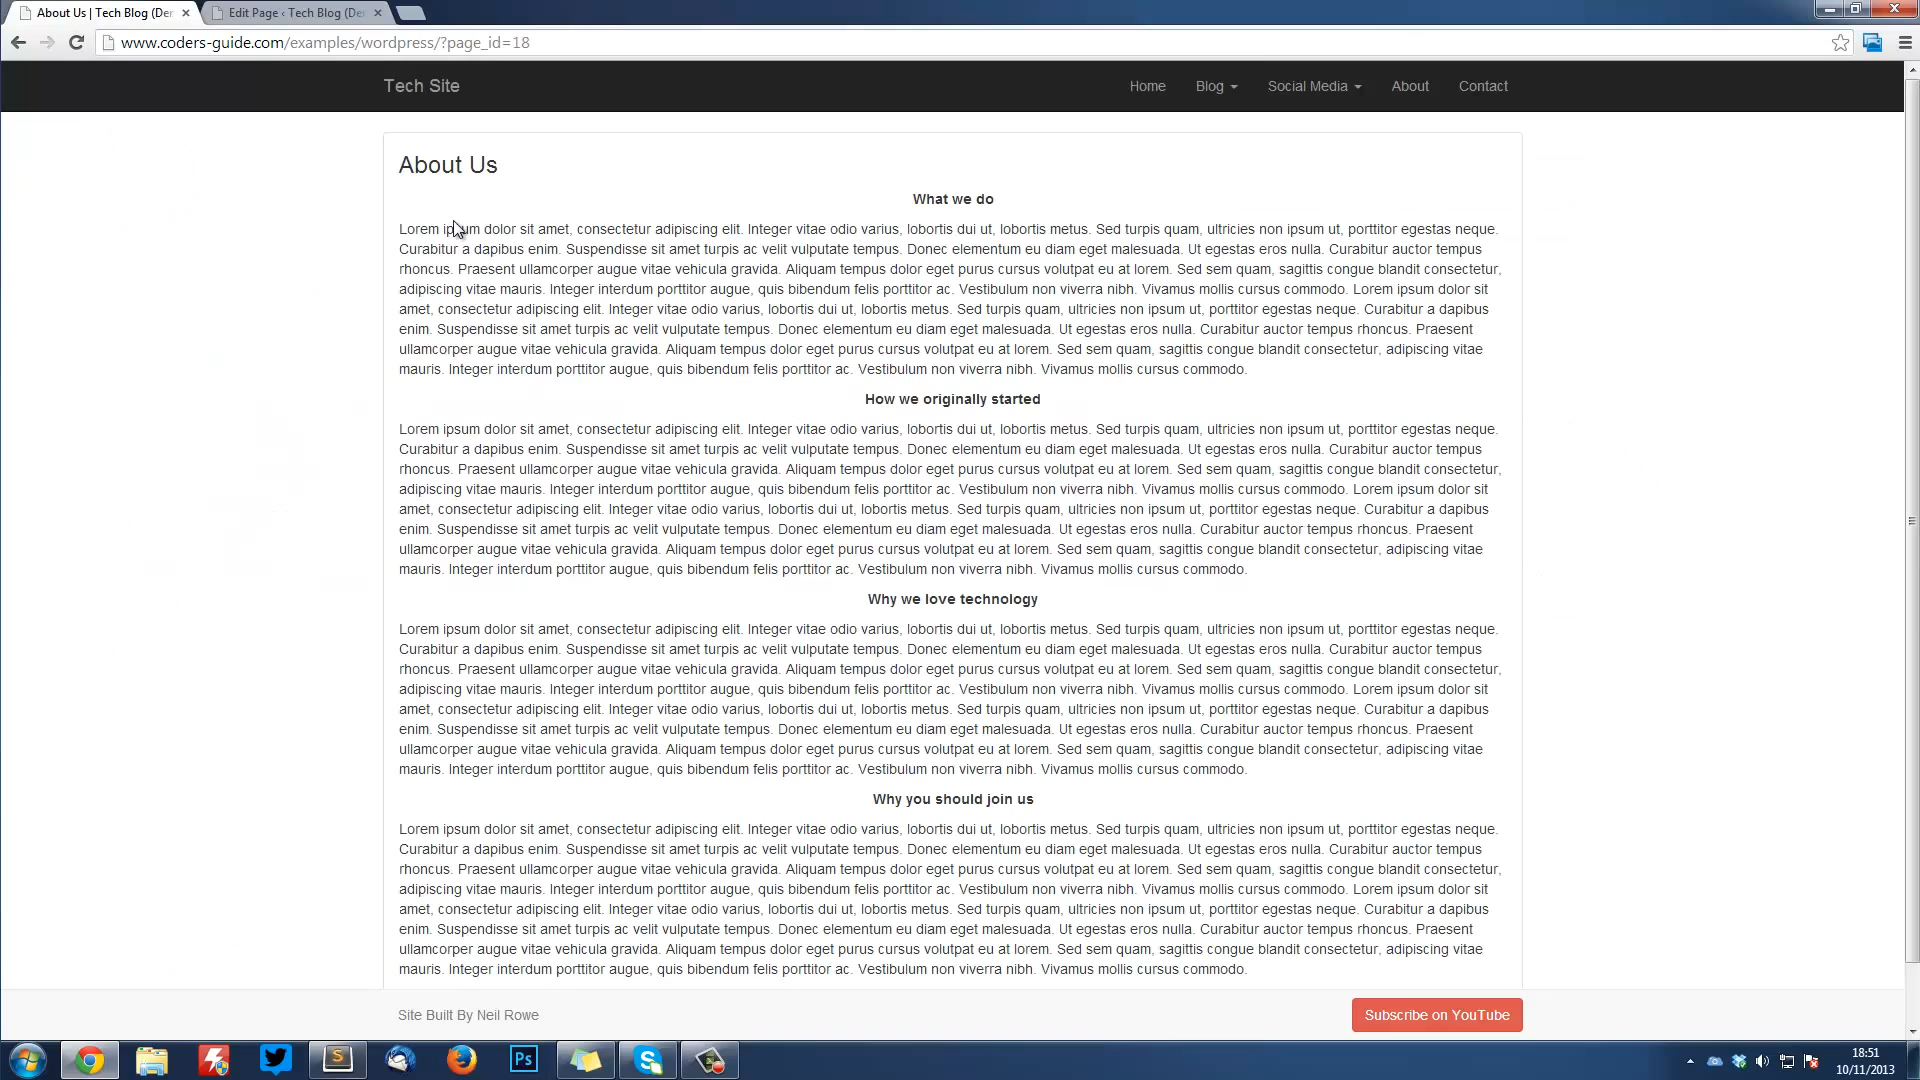 About Us | Tech Blog (De
Edit Page ‹ Tech Blog (De
www.coders-guide.com/examples/wordpress/?page_id=18
Tech Site
Home
Blog
Social Media
About
Contact
About Us
What we do
Lorem ipsum dolor sit amet, consectetur adipiscing elit. Integer vitae odio varius, lobortis dui ut, lobortis metus. Sed turpis quam, ultricies non ipsum ut, porttitor egestas neque.
Curabitur a dapibus enim. Suspendisse sit amet turpis ac velit vulputate tempus. Donec elementum eu diam eget malesuada. Ut egestas eros nulla. Curabitur auctor tempus
rhoncus. Praesent ullamcorper augue vitae vehicula gravida. Aliquam tempus dolor eget purus cursus volutpat eu at lorem. Sed sem quam, sagittis congue blandit consectetur,
adipiscing vitae mauris. Integer interdum porttitor augue, quis bibendum felis porttitor ac. Vestibulum non viverra nibh. Vivamus mollis cursus commodo. Lorem ipsum dolor sit
amet, consectetur adipiscing elit. Integer vitae odio varius, lobortis dui ut, lobortis metus. Sed turpis quam, ultricies non ipsum ut, porttitor egestas neque. Curabitur a dapibus
enim. Suspendisse sit amet turpis ac velit vulputate tempus. Donec elementum eu diam eget malesuada. Ut egestas eros nulla. Curabitur auctor tempus rhoncus. Praesent
ullamcorper augue vitae vehicula gravida. Aliquam tempus dolor eget purus cursus volutpat eu at lorem. Sed sem quam, sagittis congue blandit consectetur, adipiscing vitae
mauris. Integer interdum porttitor augue, quis bibendum felis porttitor ac. Vestibulum non viverra nibh. Vivamus mollis cursus commodo.
How we originally started
Lorem ipsum dolor sit amet, consectetur adipiscing elit. Integer vitae odio varius, lobortis dui ut, lobortis metus. Sed turpis quam, ultricies non ipsum ut, porttitor egestas neque.
Curabitur a dapibus enim. Suspendisse sit amet turpis ac velit vulputate tempus. Donec elementum eu diam eget malesuada. Ut egestas eros nulla. Curabitur auctor tempus
rhoncus. Praesent ullamcorper augue vitae vehicula gravida. Aliquam tempus dolor eget purus cursus volutpat eu at lorem. Sed sem quam, sagittis congue blandit consectetur,
adipiscing vitae mauris. Integer interdum porttitor augue, quis bibendum felis porttitor ac. Vestibulum non viverra nibh. Vivamus mollis cursus commodo. Lorem ipsum dolor sit
amet, consectetur adipiscing elit. Integer vitae odio varius, lobortis dui ut, lobortis metus. Sed turpis quam, ultricies non ipsum ut, porttitor egestas neque. Curabitur a dapibus
enim. Suspendisse sit amet turpis ac velit vulputate tempus. Donec elementum eu diam eget malesuada. Ut egestas eros nulla. Curabitur auctor tempus rhoncus. Praesent
ullamcorper augue vitae vehicula gravida. Aliquam tempus dolor eget purus cursus volutpat eu at lorem. Sed sem quam, sagittis congue blandit consectetur, adipiscing vitae
mauris. Integer interdum porttitor augue, quis bibendum felis porttitor ac. Vestibulum non viverra nibh. Vivamus mollis cursus commodo.
Why we love technology
Lorem ipsum dolor sit amet, consectetur adipiscing elit. Integer vitae odio varius, lobortis dui ut, lobortis metus. Sed turpis quam, ultricies non ipsum ut, porttitor egestas neque.
Curabitur a dapibus enim. Suspendisse sit amet turpis ac velit vulputate tempus. Donec elementum eu diam eget malesuada. Ut egestas eros nulla. Curabitur auctor tempus
rhoncus. Praesent ullamcorper augue vitae vehicula gravida. Aliquam tempus dolor eget purus cursus volutpat eu at lorem. Sed sem quam, sagittis congue blandit consectetur,
adipiscing vitae mauris. Integer interdum porttitor augue, quis bibendum felis porttitor ac. Vestibulum non viverra nibh. Vivamus mollis cursus commodo. Lorem ipsum dolor sit
amet, consectetur adipiscing elit. Integer vitae odio varius, lobortis dui ut, lobortis metus. Sed turpis quam, ultricies non ipsum ut, porttitor egestas neque. Curabitur a dapibus
enim. Suspendisse sit amet turpis ac velit vulputate tempus. Donec elementum eu diam eget malesuada. Ut egestas eros nulla. Curabitur auctor tempus rhoncus. Praesent
ullamcorper augue vitae vehicula gravida. Aliquam tempus dolor eget purus cursus volutpat eu at lorem. Sed sem quam, sagittis congue blandit consectetur, adipiscing vitae
mauris. Integer interdum porttitor augue, quis bibendum felis porttitor ac. Vestibulum non viverra nibh. Vivamus mollis cursus commodo.
Why you should join us
Lorem ipsum dolor sit amet, consectetur adipiscing elit. Integer vitae odio varius, lobortis dui ut, lobortis metus. Sed turpis quam, ultricies non ipsum ut, porttitor egestas neque.
Curabitur a dapibus enim. Suspendisse sit amet turpis ac velit vulputate tempus. Donec elementum eu diam eget malesuada. Ut egestas eros nulla. Curabitur auctor tempus
rhoncus. Praesent ullamcorper augue vitae vehicula gravida. Aliquam tempus dolor eget purus cursus volutpat eu at lorem. Sed sem quam, sagittis congue blandit consectetur,
adipiscing vitae mauris. Integer interdum porttitor augue, quis bibendum felis porttitor ac. Vestibulum non viverra nibh. Vivamus mollis cursus commodo. Lorem ipsum dolor sit
amet, consectetur adipiscing elit. Integer vitae odio varius, lobortis dui ut, lobortis metus. Sed turpis quam, ultricies non ipsum ut, porttitor egestas neque. Curabitur a dapibus
enim. Suspendisse sit amet turpis ac velit vulputate tempus. Donec elementum eu diam eget malesuada. Ut egestas eros nulla. Curabitur auctor tempus rhoncus. Praesent
ullamcorper augue vitae vehicula gravida. Aliquam tempus dolor eget purus cursus volutpat eu at lorem. Sed sem quam, sagittis congue blandit consectetur, adipiscing vitae
mauris. Integer interdum porttitor augue, quis bibendum felis porttitor ac. Vestibulum non viverra nibh. Vivamus mollis cursus commodo.
Site Built By Neil Rowe
Subscribe on YouTube
Ps
18:51
10/11/2013